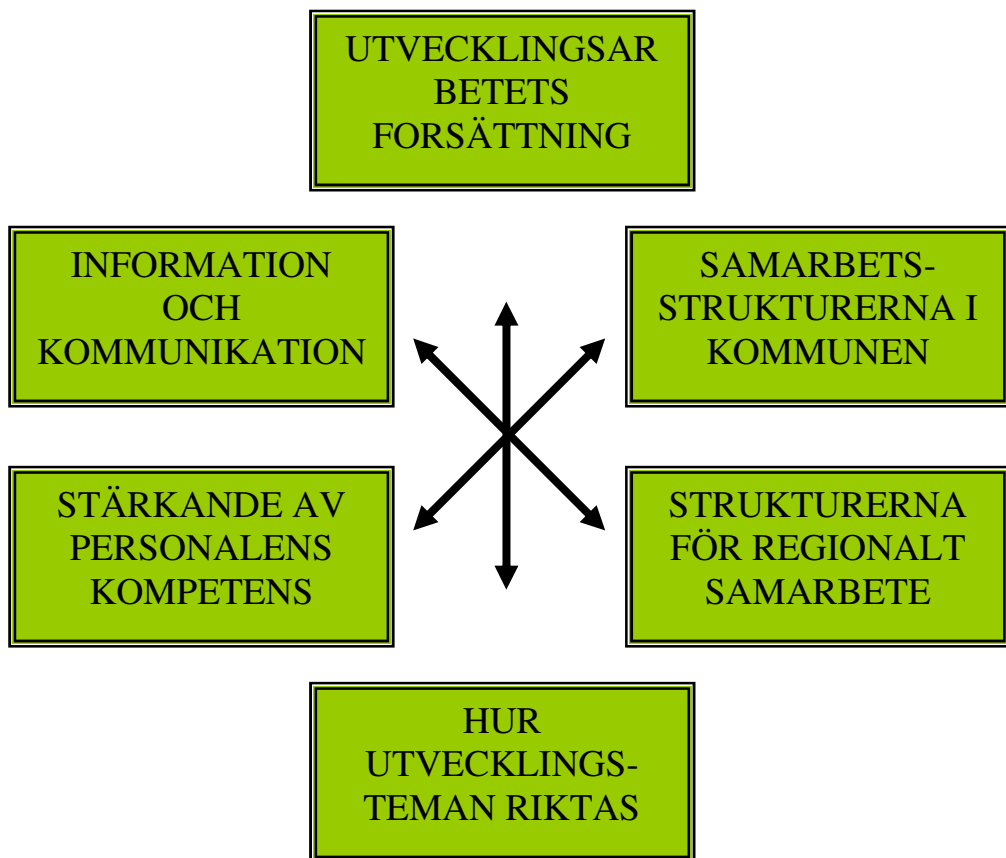 UTVECKLINGSAR
BETETS
FORSÄTTNING
INFORMATION
OCH
KOMMUNIKATION
SAMARBETS-
STRUKTURERNA I
KOMMUNEN
STÄRKANDE AV
PERSONALENS
KOMPETENS
STRUKTURERNA
FÖR REGIONALT
SAMARBETE
HUR
UTVECKLINGS-
TEMAN RIKTAS